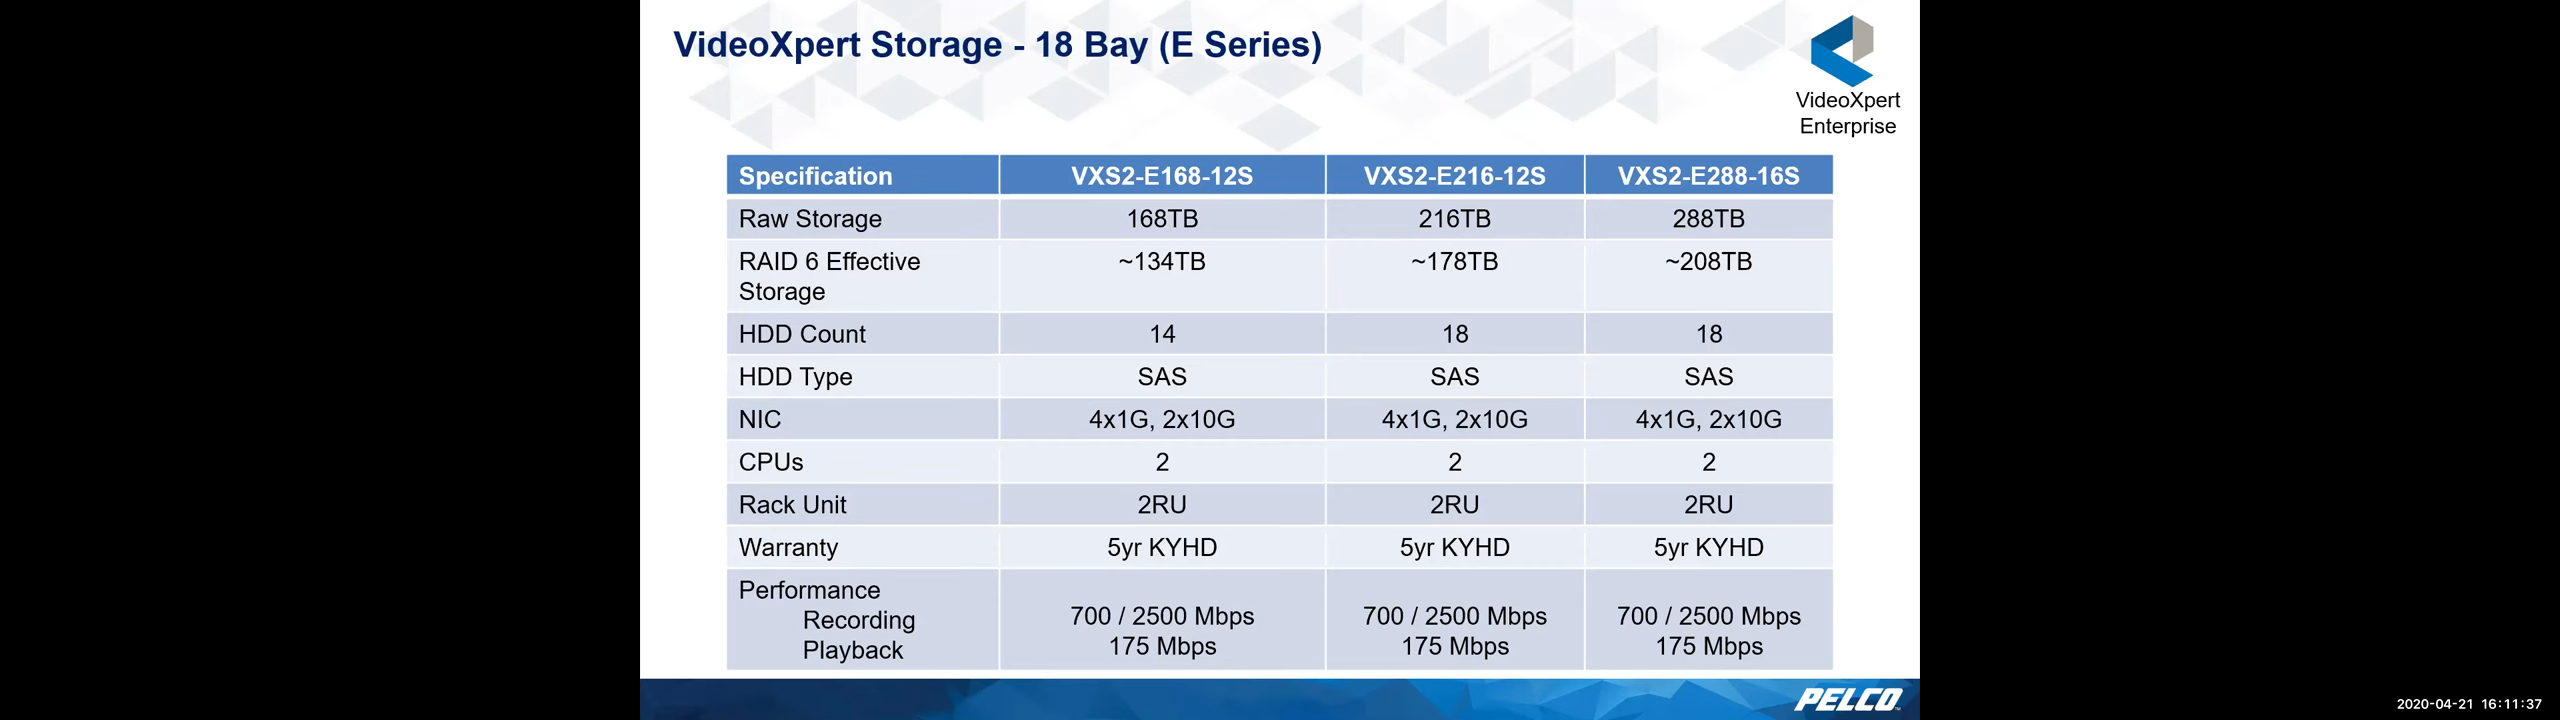 VideoXpert Storage - 18 Bay (E Series)
VideoXpert
Enterprise
Specification VXS2-E168-12S VXS2-E216-12S VXS2-E288-16S
Raw Storage 168TB 216TB 288TB
RAID 6 Effective ~134TB ~178TB ~208TB
Storage
HDD Count 14 18 18
HDD Type SAS SAS SAS
NIC 4x1G, 2x10G 4x1G, 2x10G 4x1G, 2x10G
CPUs 2 2 2
Rack Unit 2RU 2RU 2RU
Warranty 5yr KYHD 5yr KYHD 5yr KYHD
Performance
Recording 700 / 2500 Mbps 700 / 2500 Mbps 700 / 2500 Mbps
Playback 175 Mbps 175 Mbps 175 Mbps
PELCO
2020-04-21 16:11:37